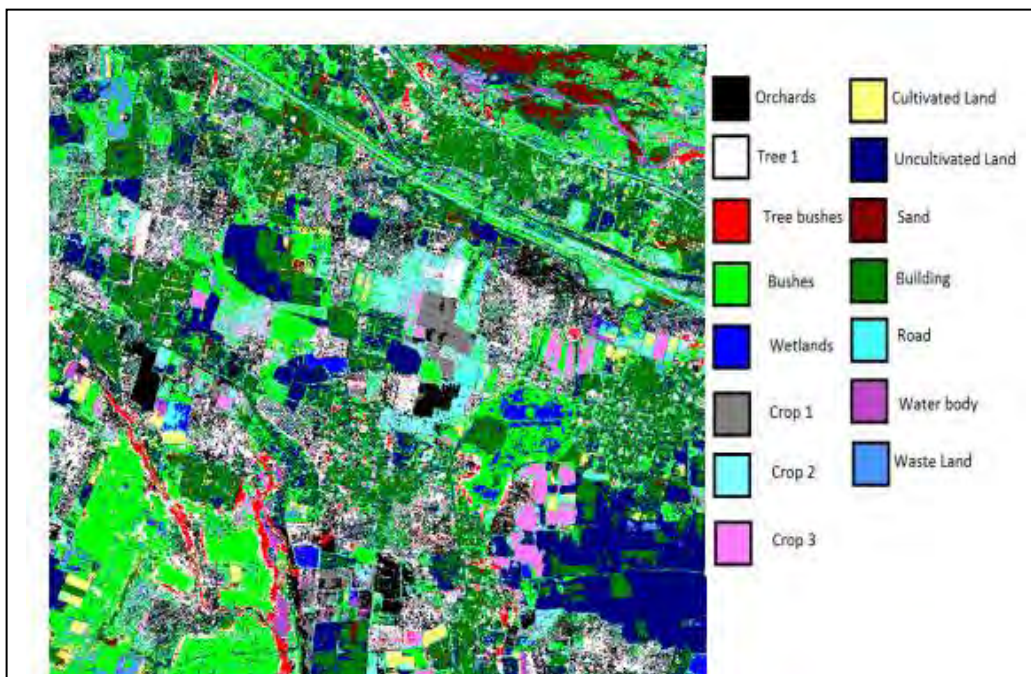 Orchards
Tree 1
Tree bushes
Bushes
Wetlands
Crop 1
Crop 2
Crop 3
Cultivated Land
Uncultivated Land
Sand
Building
Road
Water body
Waste Land